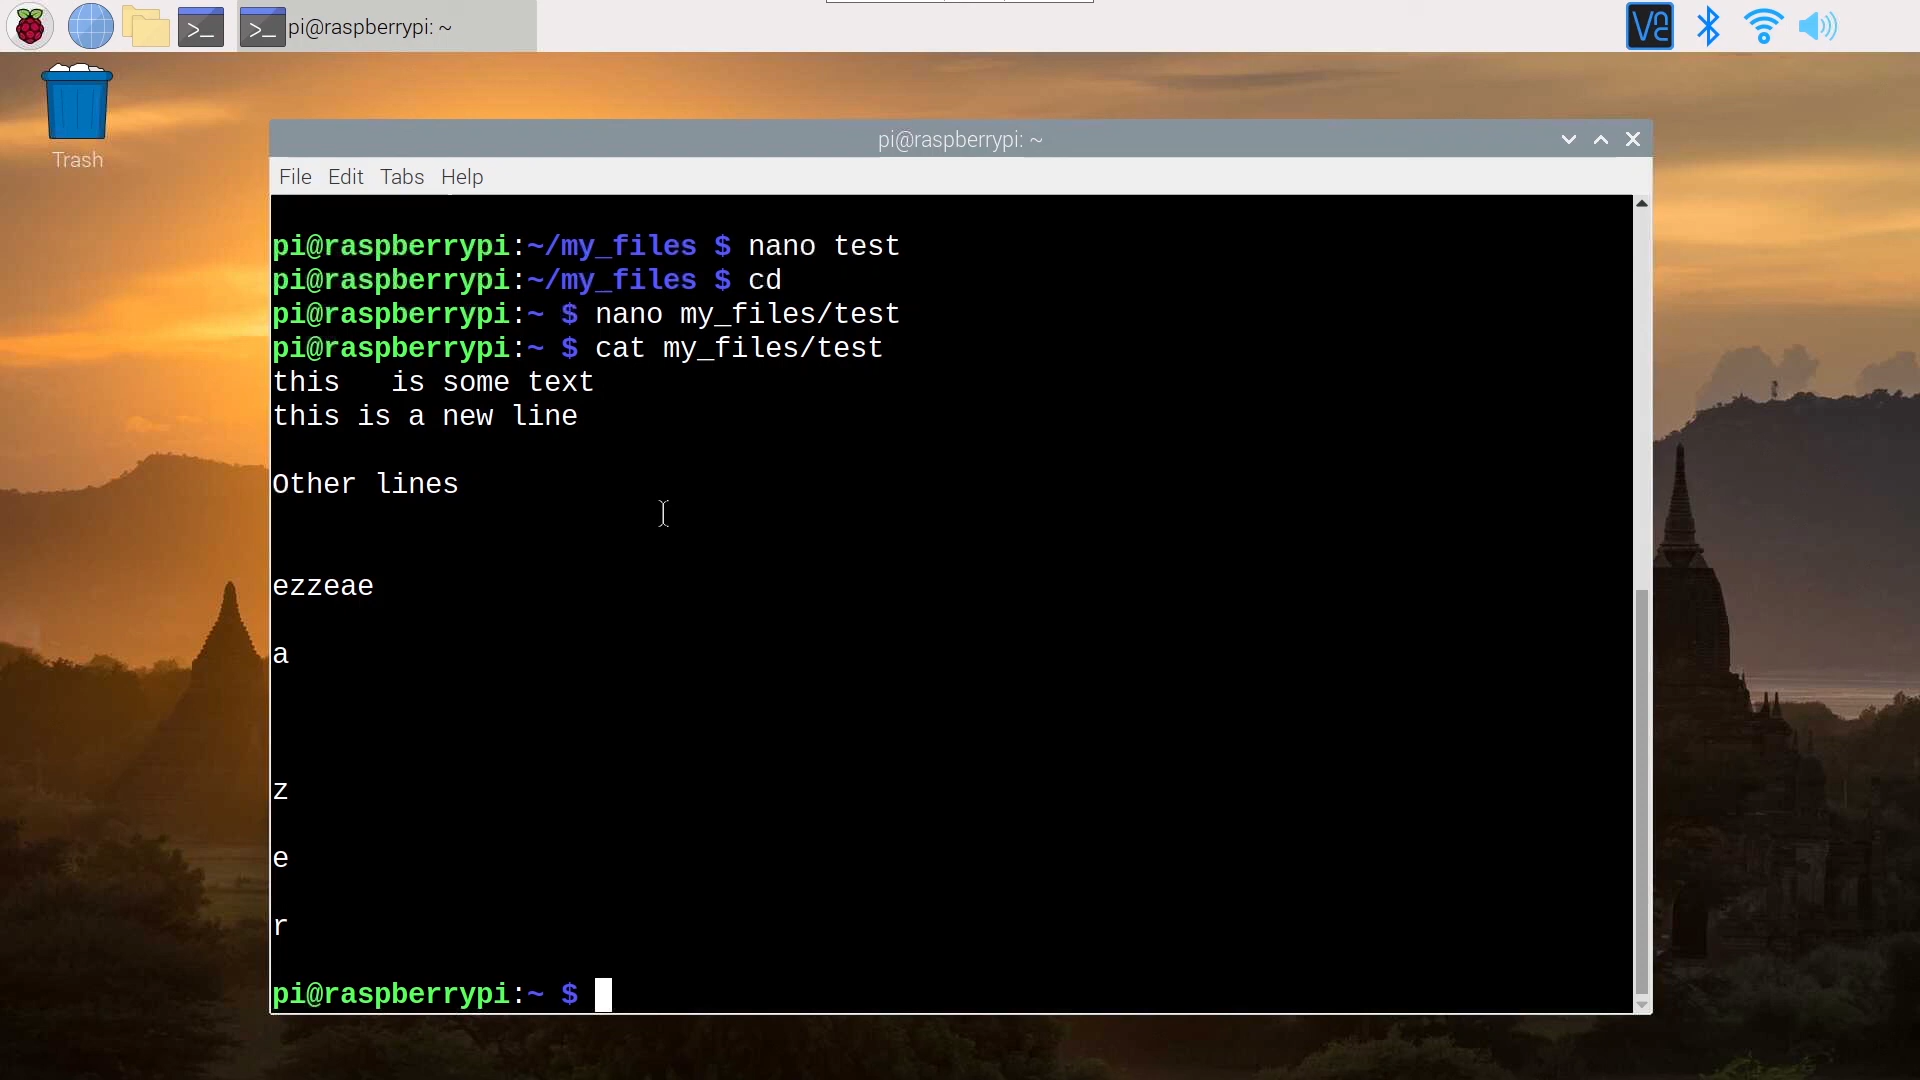 pi@raspberrypi: ~
Trash
pi@raspberrypi: ~
File Edit Tabs Help
pi@raspberrypi:~/my_files $ nano test
pi@raspberrypi:~/my_files $ cd
pi@raspberrypi:~ $ nano my_files/test
pi@raspberrypi:~ $ cat my_files/test
this   is some text
this is a new line
Other lines
ezzeae
a
z
e
r
pi@raspberrypi:~ $